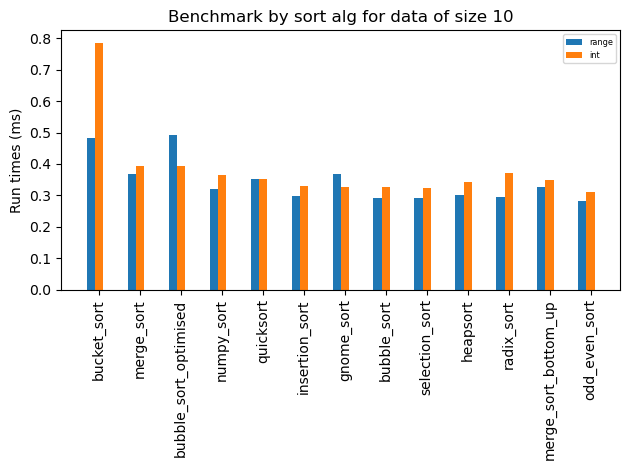 Benchmark by sort alg for data of size 10
range
int
Run times (ms)
0.8
0.7
0.6
0.5
0.4
0.3
0.2
0.1
0.0
bucket_sort
merge_sort
bubble_sort_optimised
numpy_sort
quicksort
insertion_sort
gnome_sort
bubble_sort
selection_sort
heapsort
radix_sort
merge_sort_bottom_up
odd_even_sort